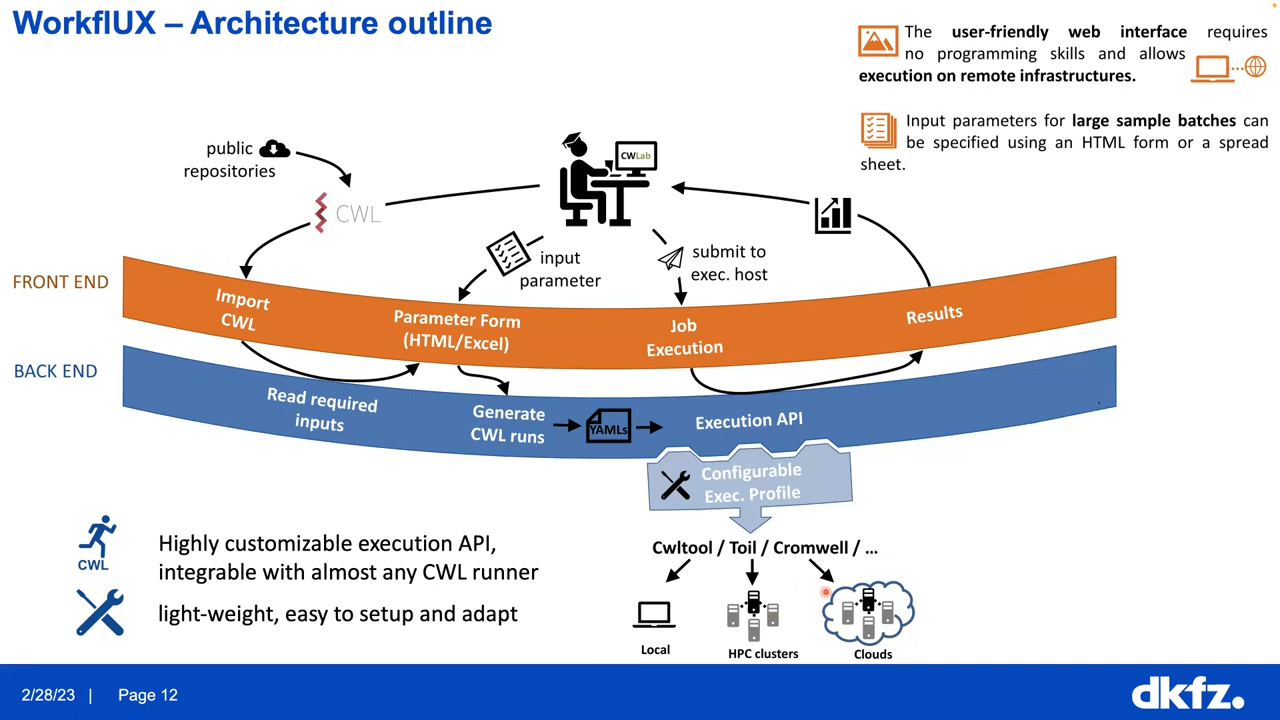 WorkflUX – Architecture outline
The user-friendly web interface requires
no programming skills and allows
execution on remote infrastructures.
Input parameters for large sample batches can
be specified using an HTML form or a spread
sheet.
public
repositories
CWL
CWLab
input
parameter
submit to
exec. host
FRONT END
Import
CWL
Parameter Form
(HTML/Excel)
Job
Execution
Results
BACK END
Read required
inputs
Generate
CWL runs
YAMLs
Execution API
Configurable
Exec. Profile
Cwltool / Toil / Cromwell / ...
Local
HPC clusters
Clouds
CWL
Highly customizable execution API,
integrable with almost any CWL runner
light-weight, easy to setup and adapt
2/28/23 | Page 12
dkfz.